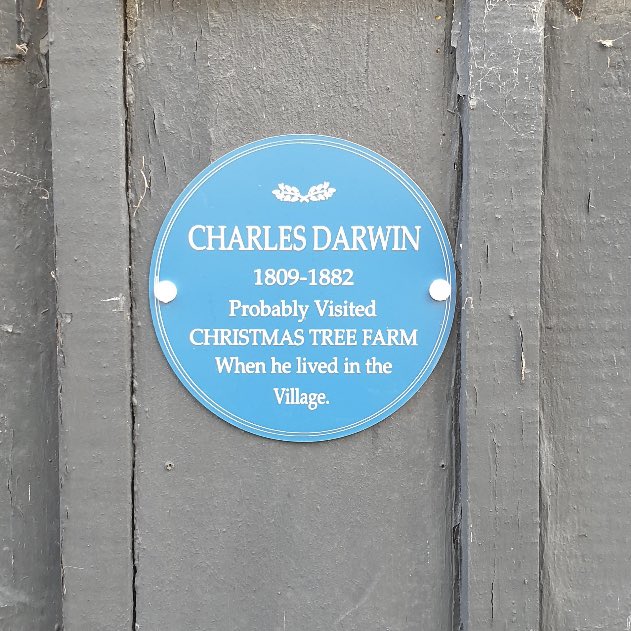 CHARLES DARWIN
1809-1882
Probably Visited
CHRISTMAS TREE FARM
When he lived in the
Village.